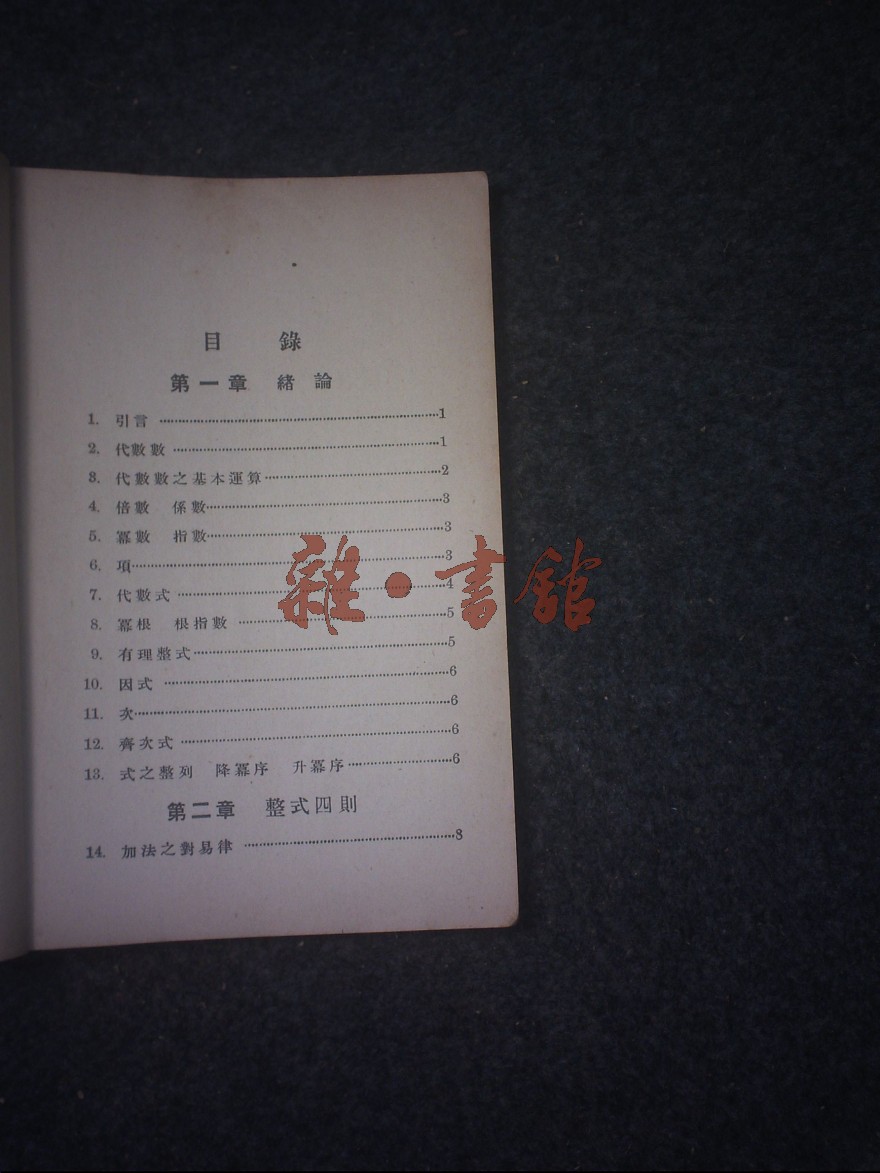 目 錄
第一章 緒論
1. 引言 1
2. 代數數 1
3. 代數數之基本運算 2
4. 倍數 係數 3
5. 冪數 指數 3
6. 項 3
7. 代數式 4
8. 冪根 根指數 5
9. 有理整式 5
10. 因式 6
11. 次 6
12. 齊次式 6
13. 式之整列 降冪序 升冪序 6
第二章 整式四則
14. 加法之對易律 8
雜·書館